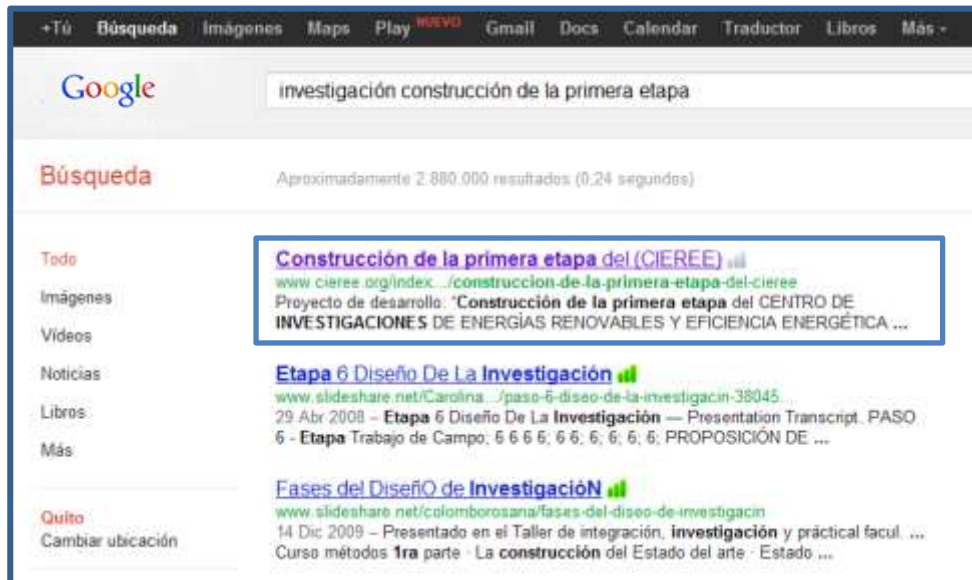 +Tú Búsqueda Imágenes Maps Play NUEVO Gmail Docs Calendar Traductor Libros Más
Google
investigación construcción de la primera etapa
Búsqueda
Aproximadamente 2.880.000 resultados (0,24 segundos)
Todo
Imágenes
Vídeos
Noticias
Libros
Más
Quito
Cambiar ubicación
Construcción de la primera etapa del (CIEREE)
www.cieree.org/index.../construccion-de-la-primera-etapa-del-cieree
Proyecto de desarrollo: "Construcción de la primera etapa del CENTRO DE
INVESTIGACIONES DE ENERGÍAS RENOVABLES Y EFICIENCIA ENERGÉTICA ...
Etapa 6 Diseño De La Investigación
www.slideshare.net/Carolina.../paso-6-diseo-de-la-investigacin-38045...
29 Abr 2008 – Etapa 6 Diseño De La Investigación — Presentation Transcript. PASO
6 - Etapa Trabajo de Campo; 6 6 6 6; 6 6; 6; 6; 6; 6; PROPOSICIÓN DE ...
Fases del DiseñO de InvestigacióN
www.slideshare.net/colomborosana/fases-del-diseo-de-investigacin
14 Dic 2009 – Presentado en el Taller de integración, investigación y práctical facul. ...
Curso métodos 1ra parte · La construcción del Estado del arte · Estado ...